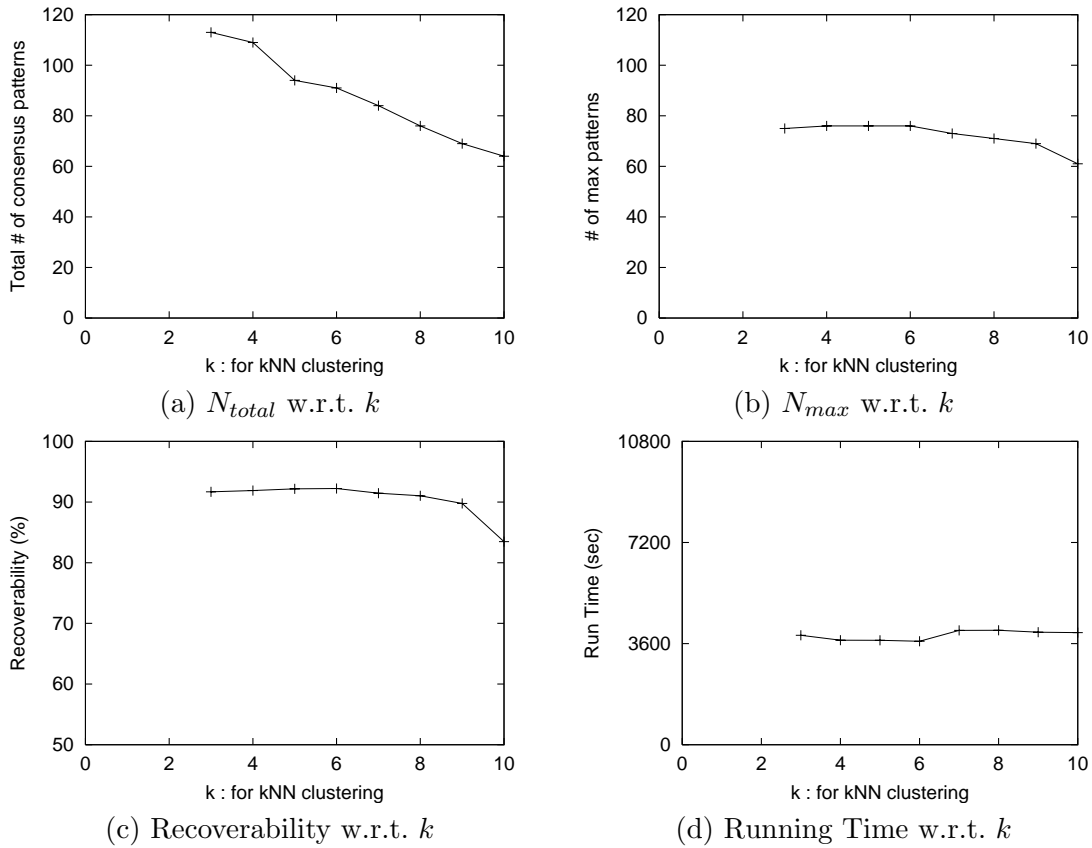 120
100
80
60
40
20
0
Total # of consensus patterns
0 2 4 6 8 10
k : for kNN clustering
(a) N_total w.r.t. k
120
100
80
60
40
20
0
# of max patterns
0 2 4 6 8 10
k : for kNN clustering
(b) N_max w.r.t. k
100
90
80
70
60
50
Recoverability (%)
0 2 4 6 8 10
k : for kNN clustering
(c) Recoverability w.r.t. k
10800
7200
3600
0
Run Time (sec)
0 2 4 6 8 10
k : for kNN clustering
(d) Running Time w.r.t. k